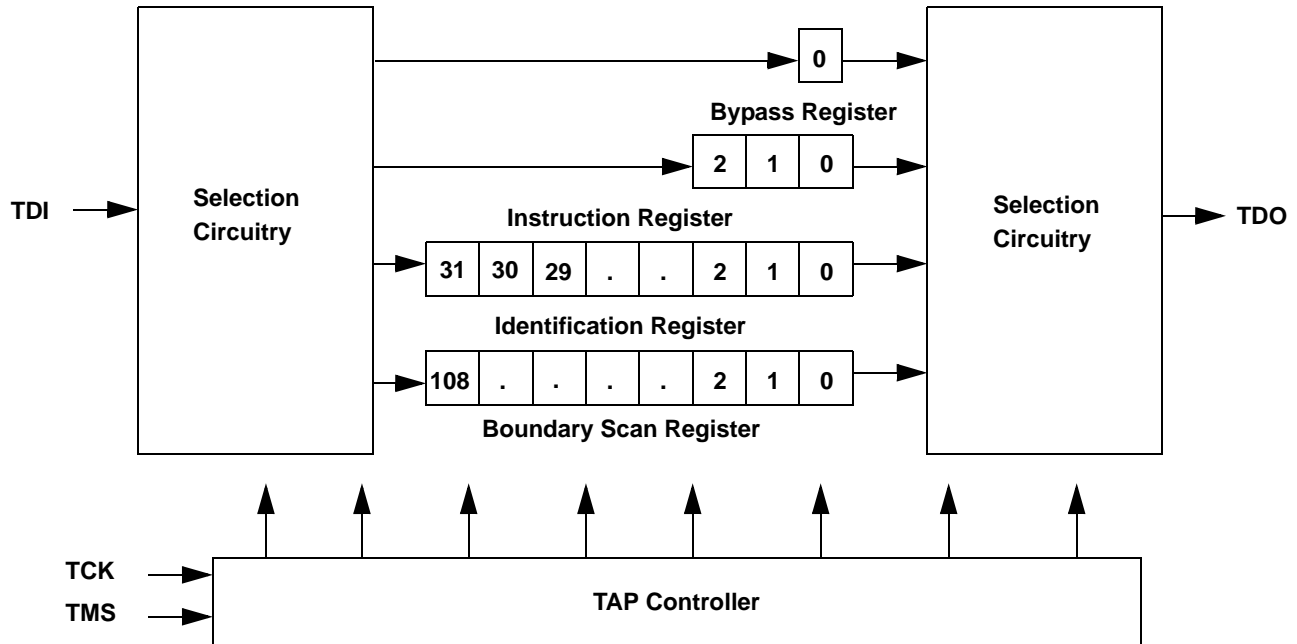 0
Bypass Register
2 1 0
TDI
Selection
Circuitry
Instruction Register
31 30 29 . . 2 1 0
Identification Register
108 . . . . 2 1 0
Boundary Scan Register
Selection
Circuitry
TDO
TCK
TMS
TAP Controller